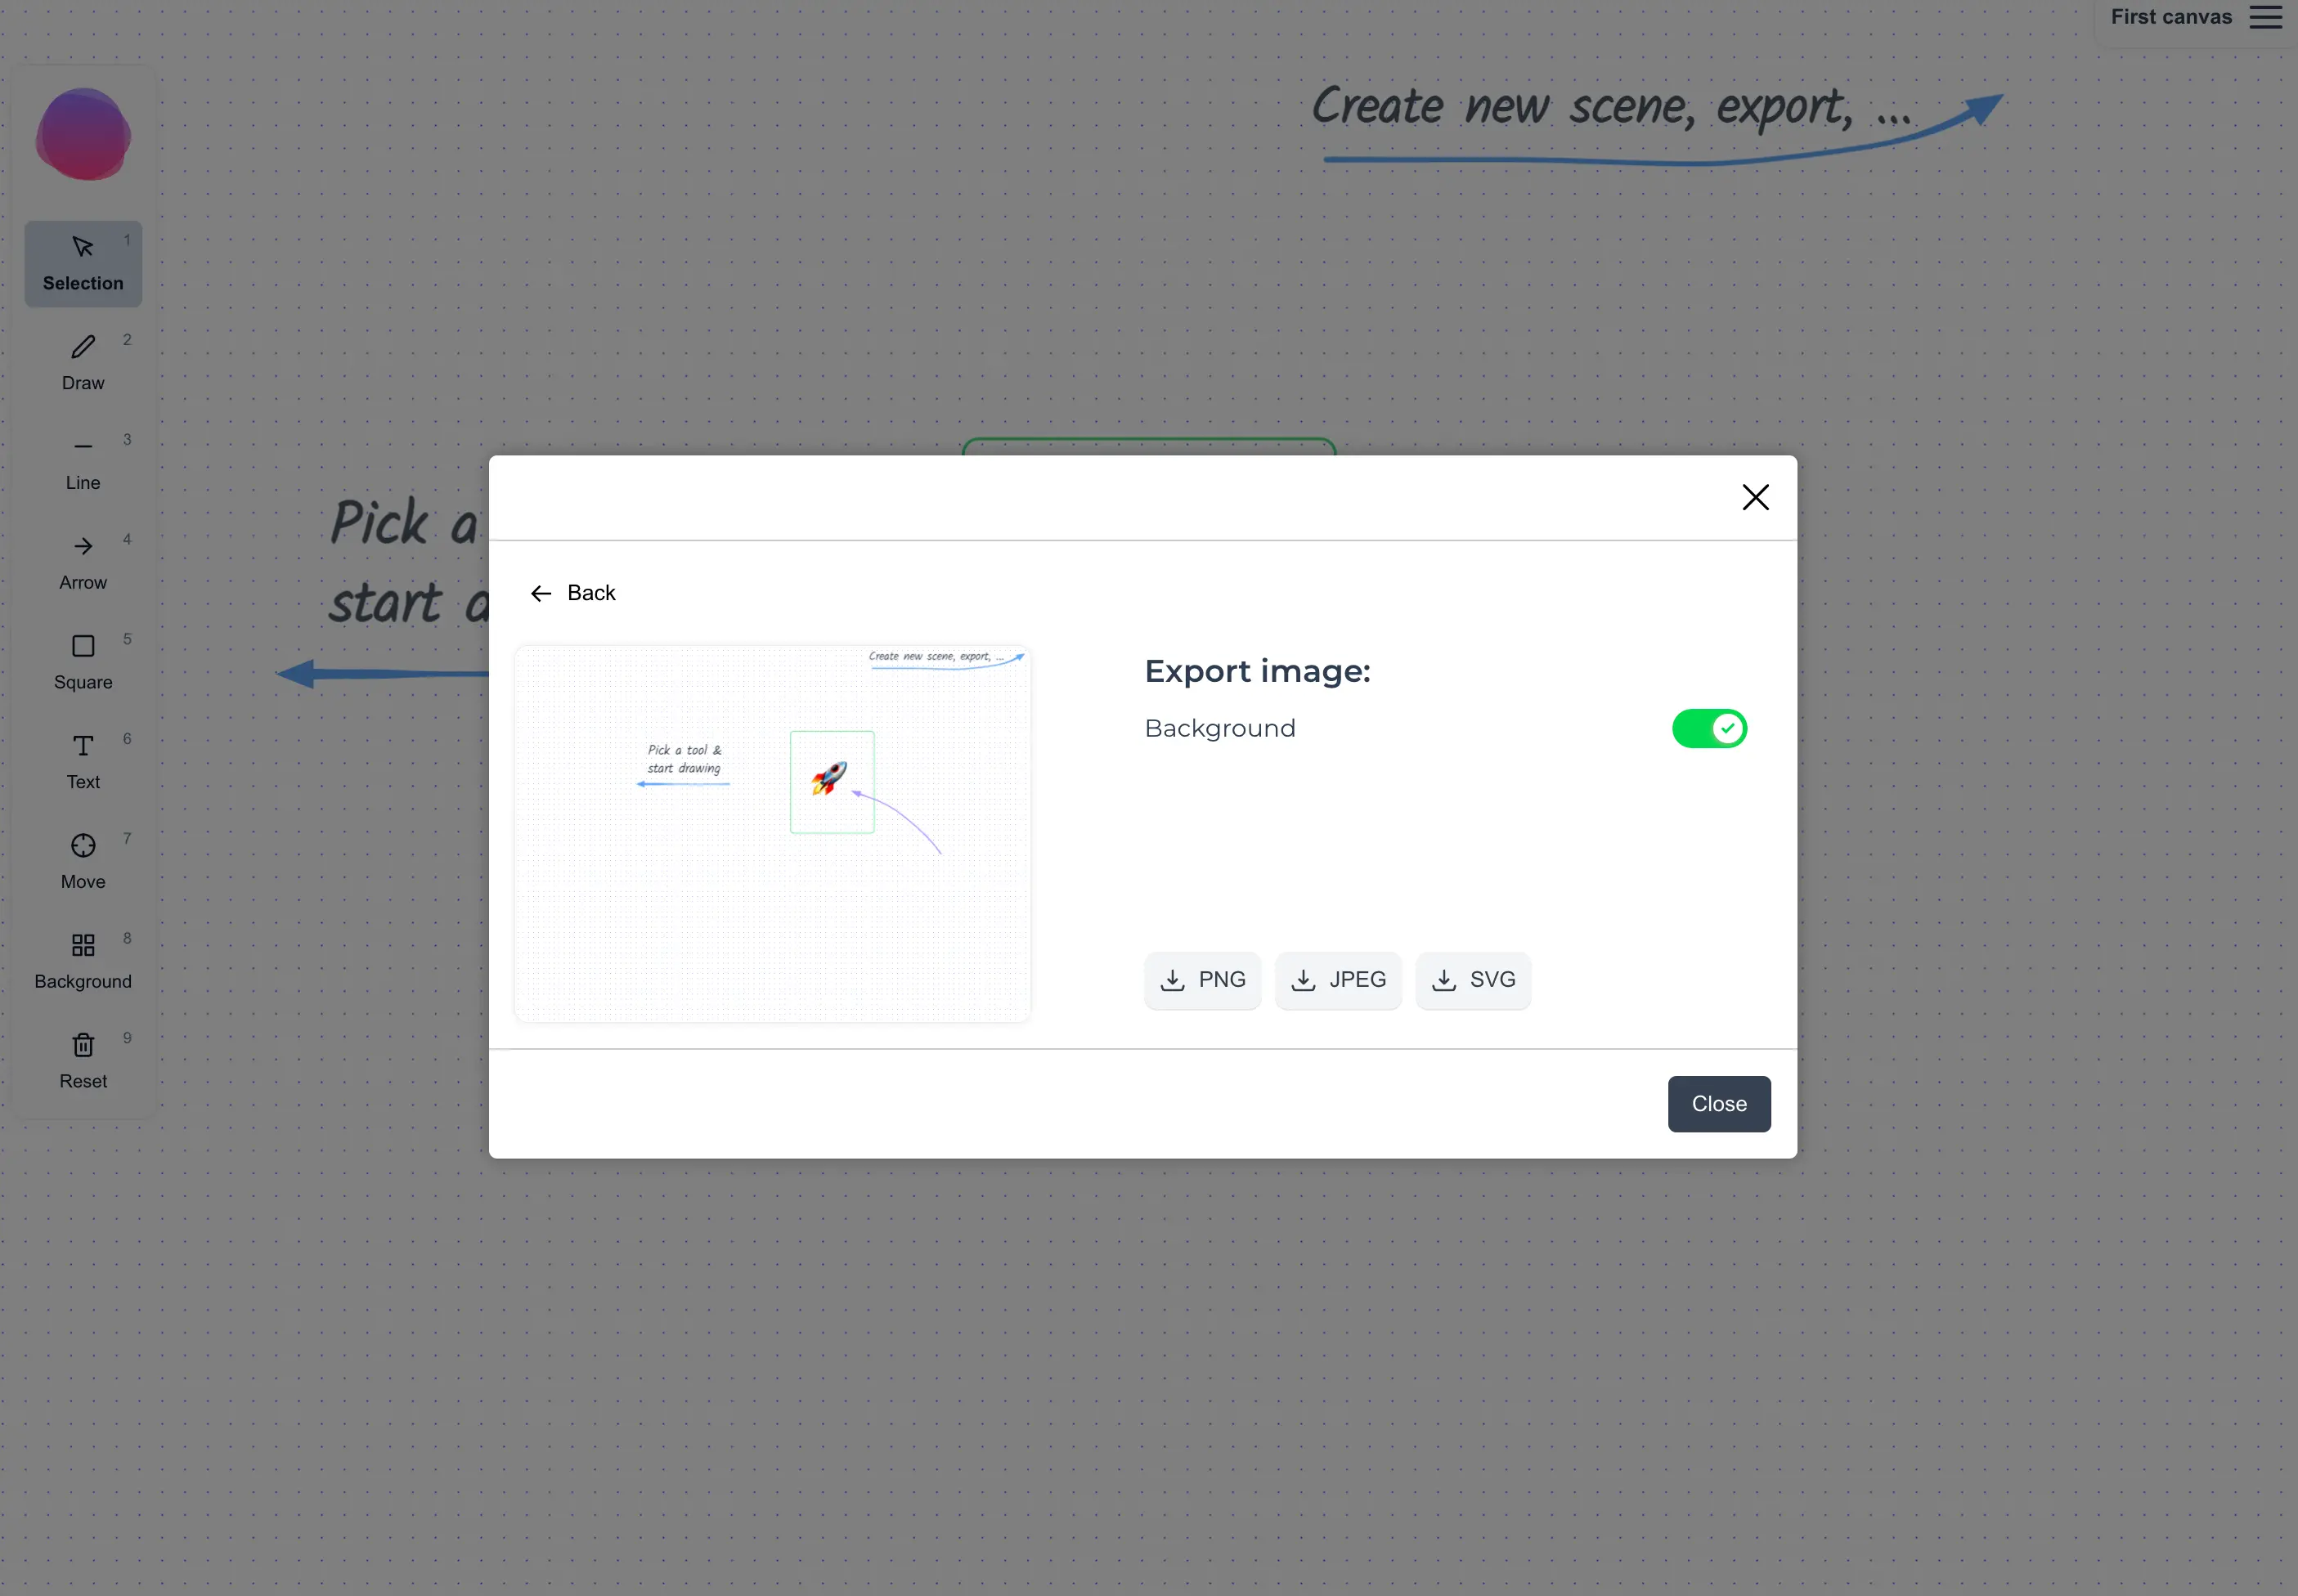 First canvas
Create new scene, export, ...
1
Selection
2
Draw
3
Line
4
Arrow
5
Square
6
Text
7
Move
8
Background
9
Reset
Pick a
start
Back
Create new scene, export, ...
Pick a tool &
start drawing
Export image:
Background
PNG
JPEG
SVG
Close